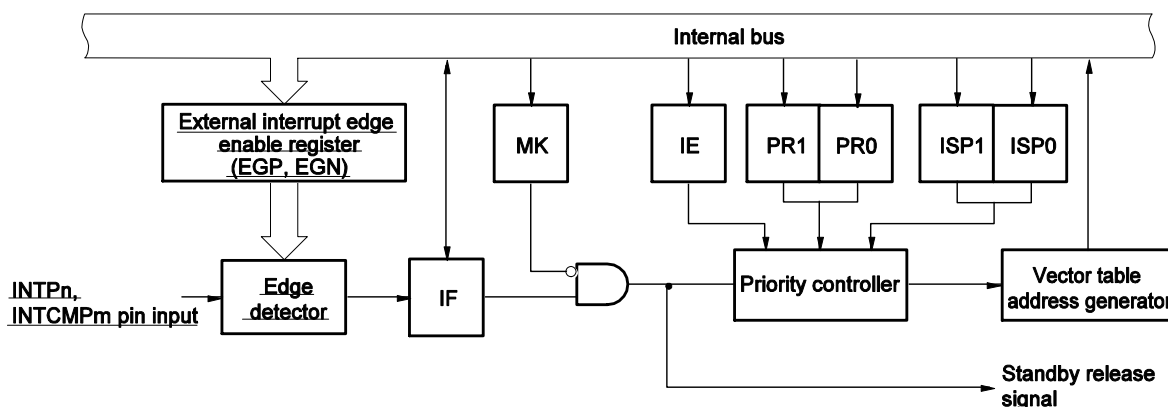 Internal bus
External interrupt edge
enable register
(EGP, EGN)
MK
IE
PR1
PR0
ISP1
ISP0
INTPn,
INTCMPm pin input
Edge
detector
IF
Priority controller
Vector table
address generator
Standby release
signal